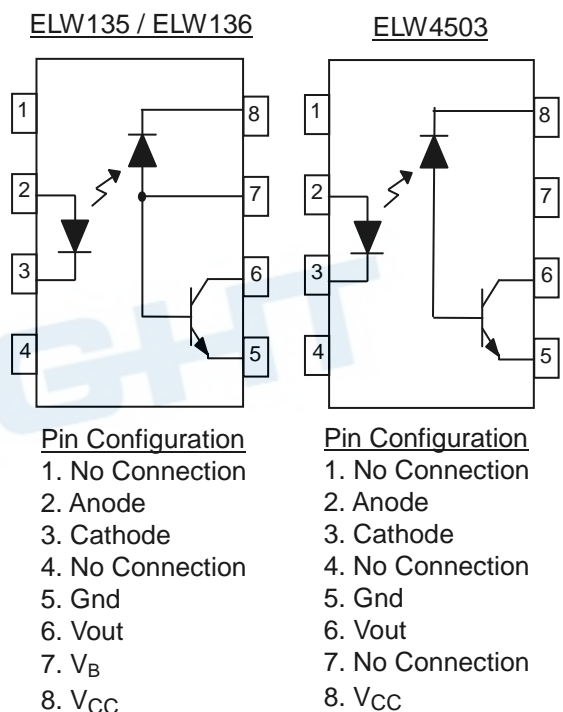 ELW135 / ELW136
1
2
3
4
8
7
6
5
Pin Configuration
1. No Connection
2. Anode
3. Cathode
4. No Connection
5. Gnd
6. Vout
7. VB
8. VCC
ELW4503
1
2
3
4
8
7
6
5
Pin Configuration
1. No Connection
2. Anode
3. Cathode
4. No Connection
5. Gnd
6. Vout
7. No Connection
8. VCC
GHT